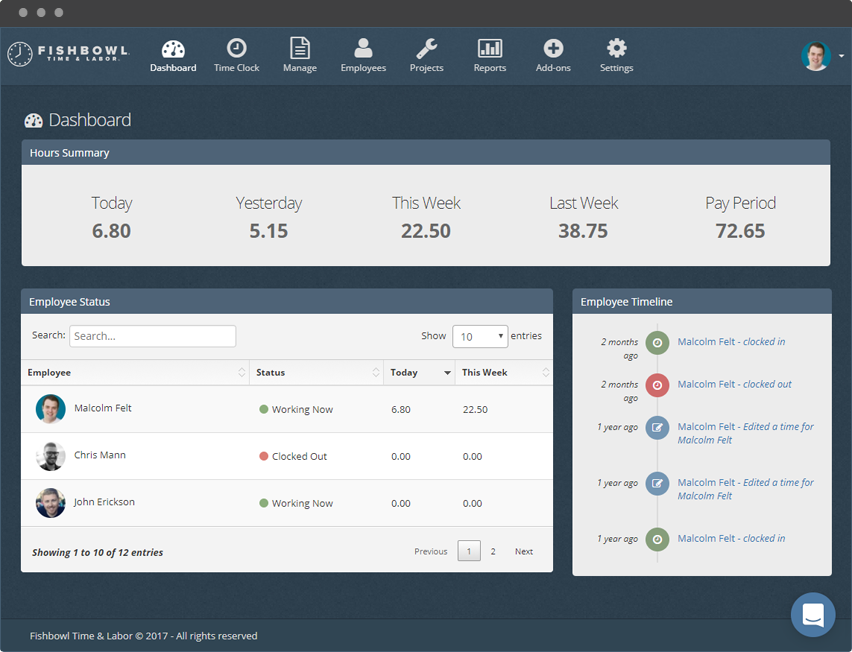 FISHBOWL
TIME & LABOR
Dashboard
Time Clock
Manage
Employees
Projects
Reports
Add-ons
Settings
Dashboard
Hours Summary
Today
Yesterday
This Week
Last Week
Pay Period
6.80
5.15
22.50
38.75
72.65
Employee Status
Search: Search...
Show 10 entries
Employee Status Today This Week
Malcolm Felt Working Now 6.80 22.50
Chris Mann Clocked Out 0.00 0.00
John Erickson Working Now 0.00 0.00
Showing 1 to 10 of 12 entries
Previous 1 2 Next
Employee Timeline
2 months
ago
Malcolm Felt - clocked in
2 months
ago
Malcolm Felt - clocked out
1 year ago
Malcolm Felt - Edited a time for
Malcolm Felt
1 year ago
Malcolm Felt - Edited a time for
Malcolm Felt
1 year ago
Malcolm Felt - clocked in
Fishbowl Time & Labor © 2017 - All rights reserved